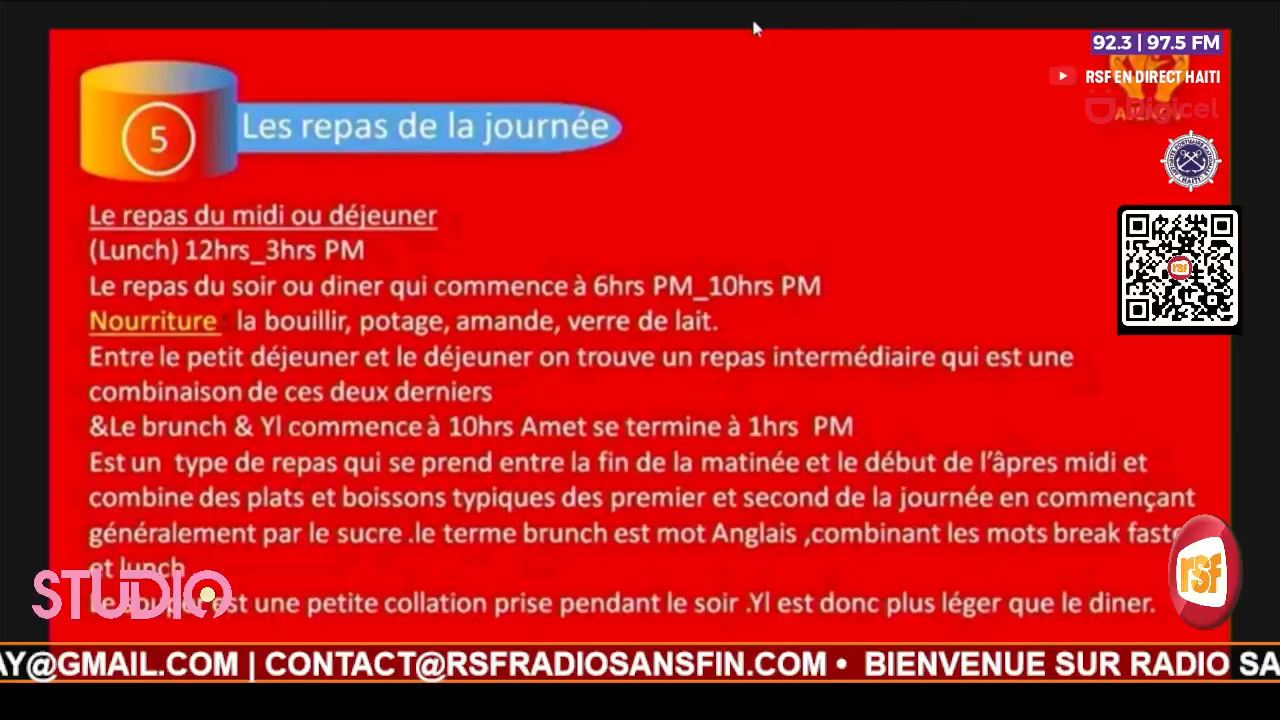 92.3 | 97.5 FM
RSF EN DIRECT HAITI
Digicel
5
Les repas de la journée
Le repas du midi ou déjeuner
(Lunch) 12hrs_3hrs PM
Le repas du soir ou diner qui commence à 6hrs PM_10hrs PM
Nourriture la bouillir, potage, amande, verre de lait.
Entre le petit déjeuner et le déjeuner on trouve un repas intermédiaire qui est une
combinaison de ces deux derniers
&Le brunch & Yl commence à 10hrs Amet se termine à 1hrs PM
Est un type de repas qui se prend entre la fin de la matinée et le début de l'âpres midi et
combine des plats et boissons typiques des premier et second de la journée en commençant
généralement par le sucre .le terme brunch est mot Anglais ,combinant les mots break fast
et lunch
est une petite collation prise pendant le soir .Yl est donc plus léger que le diner.
STUDIO
rsf
rsf
AY@GMAIL.COM | CONTACT@RSFRADIOSANSFIN.COM • BIENVENUE SUR RADIO SA